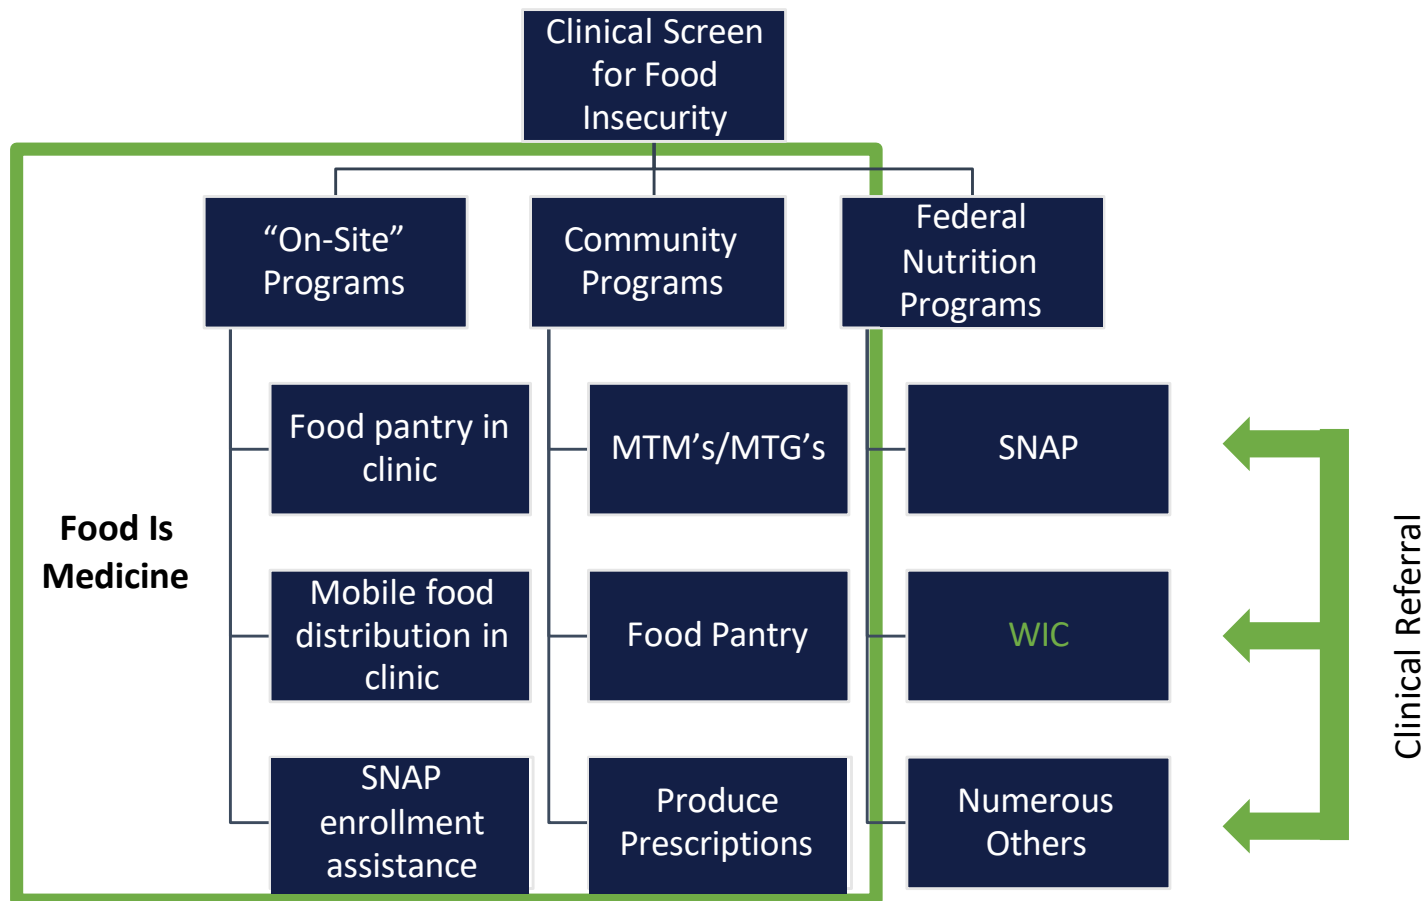 Clinical Screen
for Food
Insecurity
“On-Site”
Programs
Community
Programs
Federal
Nutrition
Programs
Food pantry in
clinic
MTM’s/MTG’s
SNAP
Food Is
Medicine
Mobile food
distribution in
clinic
Food Pantry
WIC
SNAP
enrollment
assistance
Produce
Prescriptions
Numerous
Others
Clinical Referral